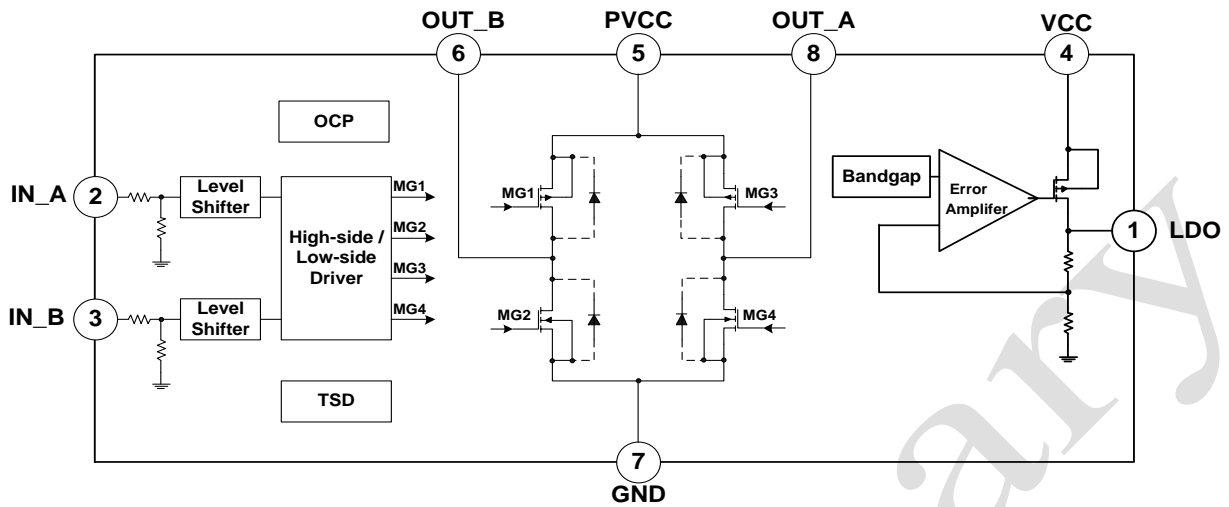 OUT_B
PVCC
OUT_A
VCC
6
5
8
4
OCP
IN_A
2
Level
Shifter
MG1
MG2
MG3
MG4
High-side /
Low-side
Driver
IN_B
3
Level
Shifter
TSD
MG1
MG3
MG2
MG4
Bandgap
Error
Amplifer
1
LDO
7
GND
ary